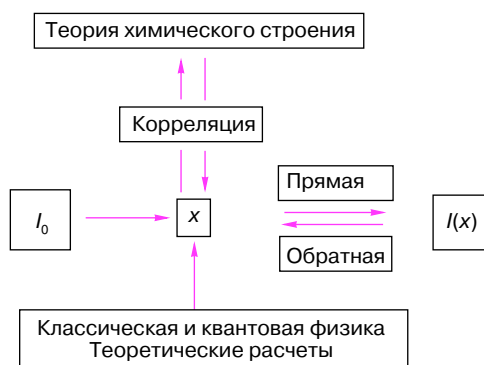 Теория химического строения
Корреляция
Прямая
I₀
x
I(x)
Обратная
Классическая и квантовая физика
Теоретические расчеты